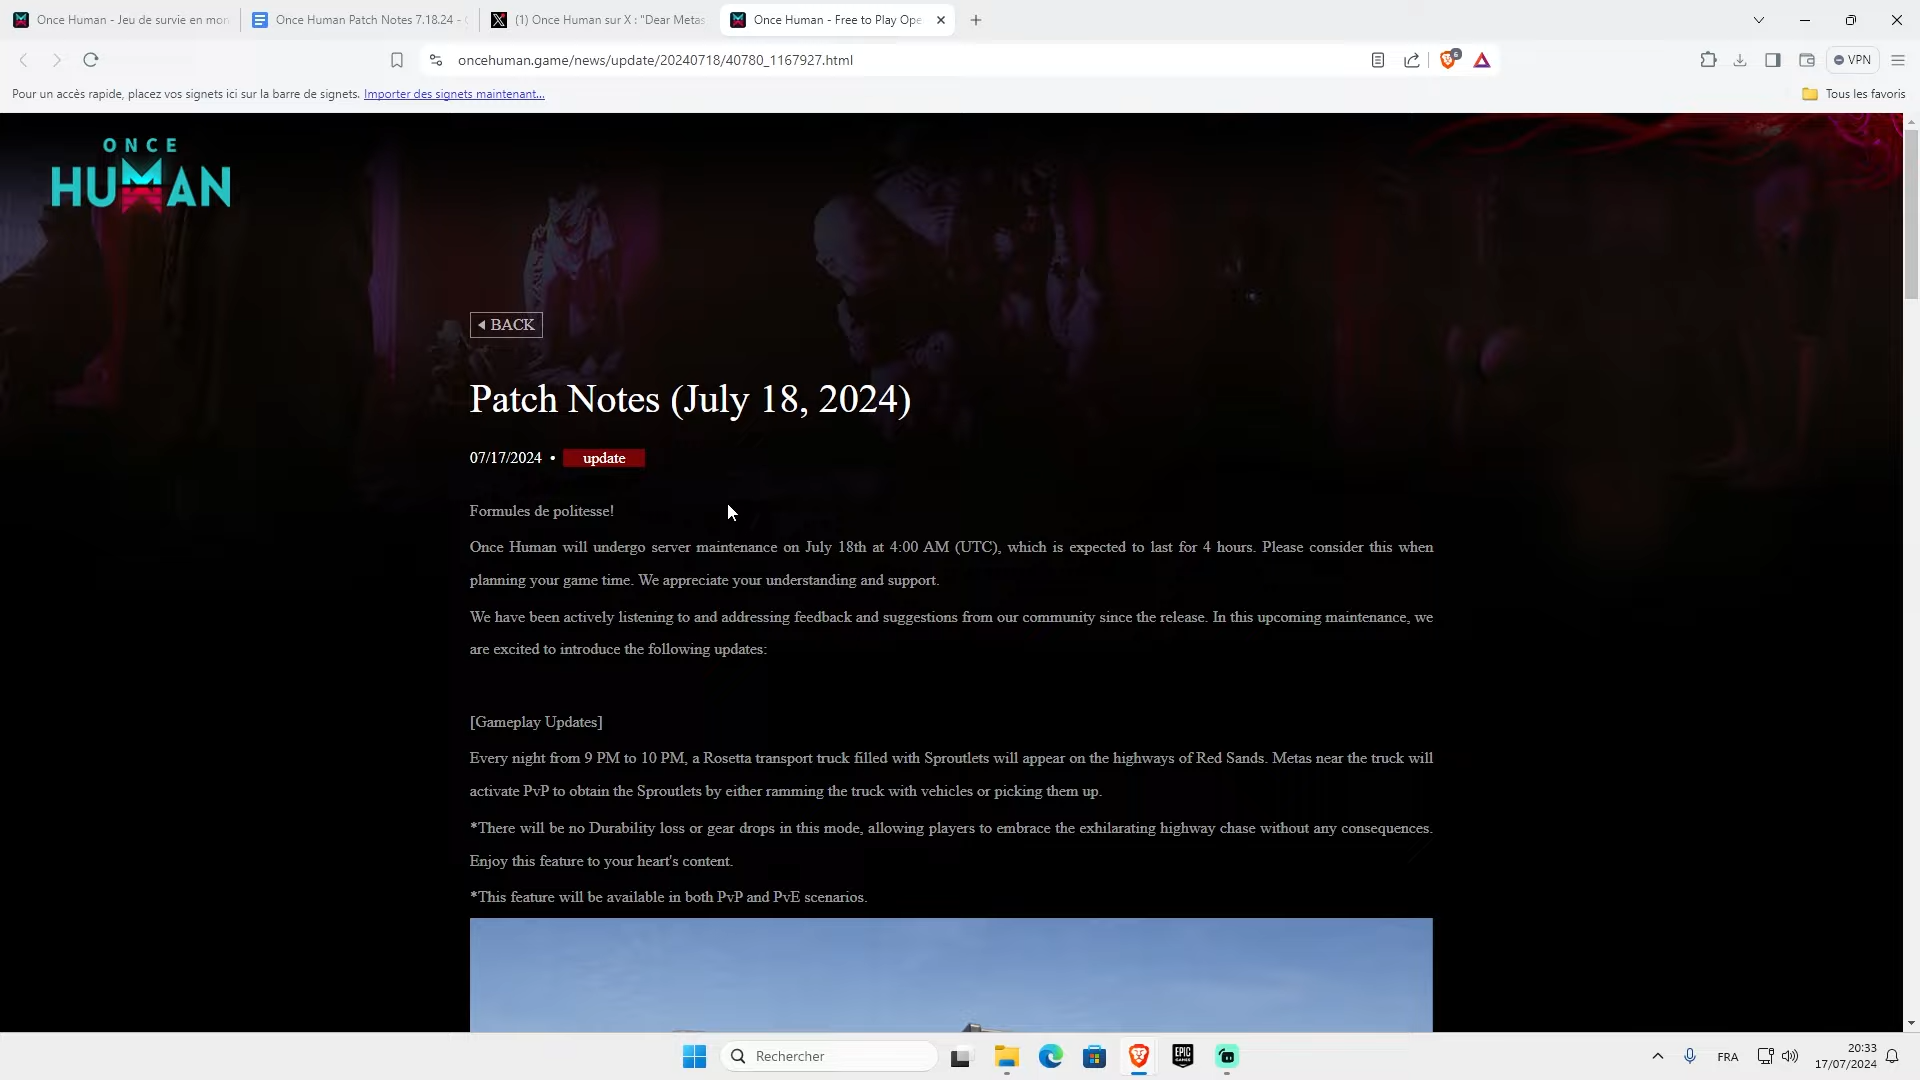 Once Human - Jeu de survie en mon
Once Human Patch Notes 7.18.24 -
(1) Once Human sur X : "Dear Metas
Once Human - Free to Play Ope
oncehuman.game/news/update/20240718/40780_1167927.html
6
VPN
Pour un accès rapide, placez vos signets ici sur la barre de signets. Importer des signets maintenant...
Tous les favoris
ONCE
HUMAN
BACK
Patch Notes (July 18, 2024)
07/17/2024 • update
Formules de politesse!
Once Human will undergo server maintenance on July 18th at 4:00 AM (UTC), which is expected to last for 4 hours. Please consider this when
planning your game time. We appreciate your understanding and support.
We have been actively listening to and addressing feedback and suggestions from our community since the release. In this upcoming maintenance, we
are excited to introduce the following updates:
[Gameplay Updates]
Every night from 9 PM to 10 PM, a Rosetta transport truck filled with Sproutlets will appear on the highways of Red Sands. Metas near the truck will
activate PvP to obtain the Sproutlets by either ramming the truck with vehicles or picking them up.
*There will be no Durability loss or gear drops in this mode, allowing players to embrace the exhilarating highway chase without any consequences.
Enjoy this feature to your heart's content.
*This feature will be available in both PvP and PvE scenarios.
Rechercher
EPIC
GAMES
FRA
20:33
17/07/2024